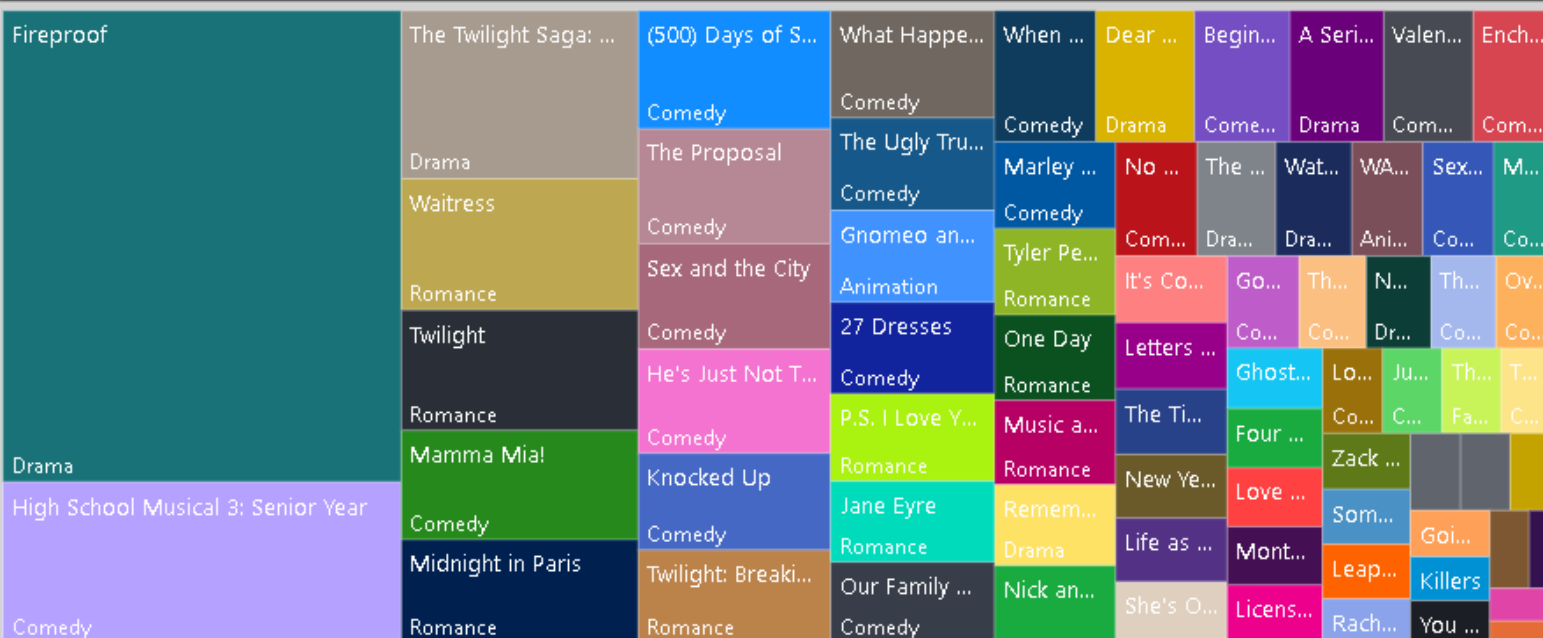 Fireproof
Drama
High School Musical 3: Senior Year
Comedy
The Twilight Saga: ...
Drama
Waitress
Romance
Twilight
Romance
Mamma Mia!
Comedy
Midnight in Paris
Romance
(500) Days of S...
Comedy
The Proposal
Comedy
Sex and the City
Comedy
He's Just Not T...
Comedy
Knocked Up
Comedy
Twilight: Breaki...
Romance
What Happe...
Comedy
The Ugly Tru...
Comedy
Gnomeo an...
Animation
27 Dresses
Comedy
P.S. I Love Y...
Romance
Jane Eyre
Romance
Our Family ...
Comedy
When ...
Comedy
Dear ...
Drama
Begin...
Come...
A Seri...
Drama
Valen...
Com...
Ench...
Com...
Marley ...
Comedy
Tyler Pe...
Romance
One Day
Romance
Music a...
Romance
Remem...
Drama
Nick an...
No ...
Com...
The ...
Dra...
Wat...
Dra...
WA...
Ani...
Sex...
Co...
M...
Co...
It's Co...
Letters ...
The Ti...
New Ye...
Life as ...
She's O...
Go...
Co...
Th...
Co...
N...
Dr...
Th...
Co...
Ov...
Co...
Ghost...
Four ...
Love ...
Mont...
Licens...
Lo...
Co...
Ju...
C...
Th...
Fa...
T...
C...
Zack ...
Som...
Leap...
Rach...
Goi...
Killers
You ...